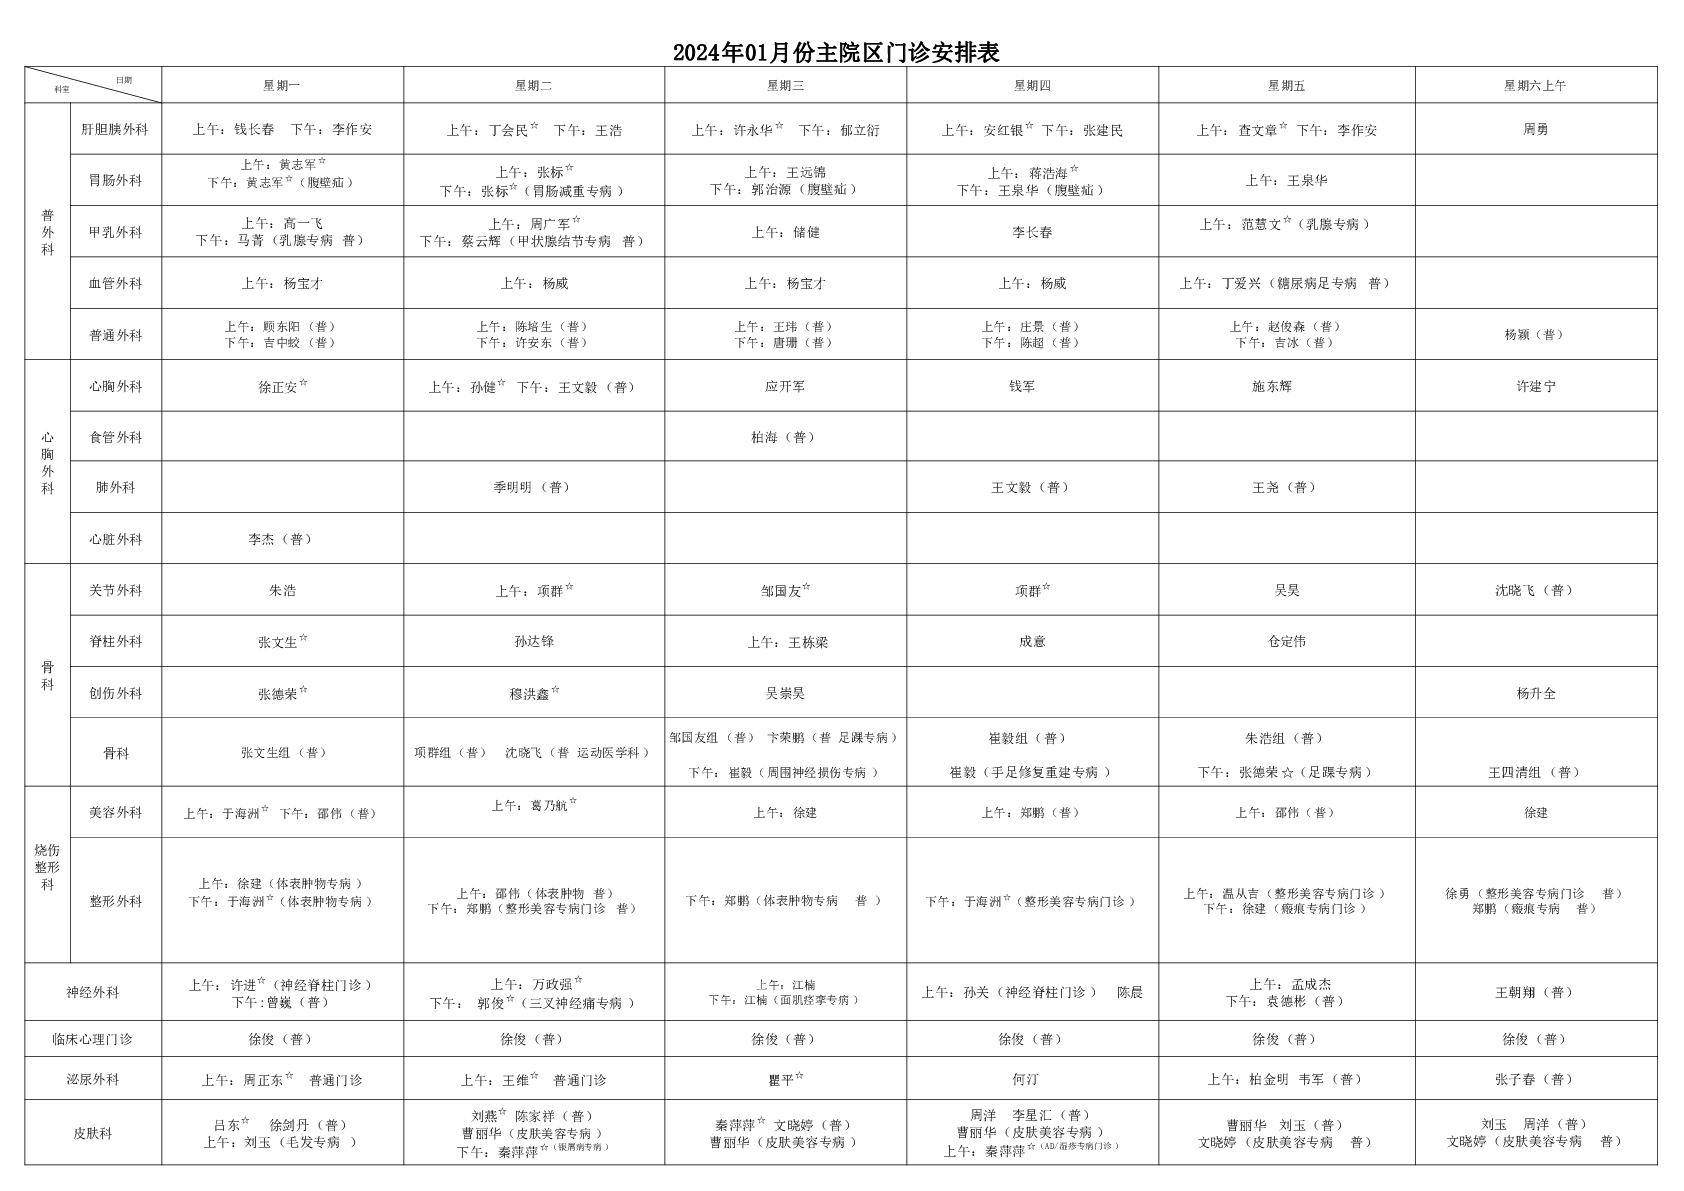 2024年01月份主院区门诊安排表
日期
科室
星期一
星期二
星期三
星期四
星期五
星期六上午
普外科
肝胆胰外科
上午：钱长春 下午：李作安
上午：丁会民☆ 下午：王浩
上午：许永华☆ 下午：郁立衍
上午：安红银☆ 下午：张建民
上午：查文章☆ 下午：李作安
周勇
胃肠外科
上午：黄志军☆
下午：黄志军☆（腹壁疝）
上午：张标☆
下午：张标☆（胃肠减重专病）
上午：王远锦
下午：郭治源（腹壁疝）
上午：蒋浩海☆
下午：王泉华（腹壁疝）
上午：王泉华
甲乳外科
上午：高一飞
下午：马菁（乳腺专病 普）
上午：周广军☆
下午：蔡云辉（甲状腺结节专病 普）
上午：储健
李长春
上午：范慧文☆（乳腺专病）
血管外科
上午：杨宝才
上午：杨威
上午：杨宝才
上午：杨威
上午：丁爱兴（糖尿病足专病 普）
普通外科
上午：顾东阳（普）
下午：吉中蛟（普）
上午：陈培生（普）
下午：许安东（普）
上午：王玮（普）
下午：唐珊（普）
上午：庄景（普）
下午：陈超（普）
上午：赵俊森（普）
下午：吉冰（普）
杨颖（普）
心胸外科
心胸外科
徐正安☆
上午：孙健☆ 下午：王文毅（普）
应开军
钱军
施东辉
许建宁
食管外科
柏海（普）
肺外科
季明明（普）
王文毅（普）
王尧（普）
心脏外科
李杰（普）
骨科
关节外科
朱浩
上午：项群☆
邹国友☆
项群☆
吴昊
沈晓飞（普）
脊柱外科
张文生☆
孙达锋
上午：王栋梁
成意
仓定伟
创伤外科
张德荣☆
穆洪鑫☆
吴崇昊
杨升全
骨科
张文生组（普）
项群组（普） 沈晓飞（普 运动医学科）
邹国友组（普） 卞荣鹏（普 足踝专病）
下午：崔毅（周围神经损伤专病）
崔毅组（普）
崔毅（手足修复重建专病）
朱浩组（普）
下午：张德荣☆（足踝专病）
王四清组（普）
烧伤整形科
美容外科
上午：于海洲☆ 下午：邵伟（普）
上午：葛乃航☆
上午：徐建
上午：郑鹏（普）
上午：邵伟（普）
徐建
整形外科
上午：徐建（体表肿物专病）
下午：于海洲☆（体表肿物专病）
上午：邵伟（体表肿物 普）
下午：郑鹏（整形美容专病门诊 普）
下午：郑鹏（体表肿物专病 普）
下午：于海洲☆（整形美容专病门诊）
上午：温从吉（整形美容专病门诊）
下午：徐建（瘢痕专病门诊）
徐勇（整形美容专病门诊 普）
郑鹏（瘢痕专病 普）
神经外科
上午：许进☆（神经脊柱门诊）
下午:曾巍（普）
上午：万政强☆
下午： 郭俊☆（三叉神经痛专病）
上午：江楠
下午：江楠（面肌痉挛专病）
上午：孙关（神经脊柱门诊） 陈晨
上午：孟成杰
下午：袁德彬（普）
王朝翔（普）
临床心理门诊
徐俊（普）
徐俊（普）
徐俊（普）
徐俊（普）
徐俊（普）
徐俊（普）
泌尿外科
上午：周正东☆ 普通门诊
上午：王维☆ 普通门诊
瞿平☆
何汀
上午：柏金明 韦军（普）
张子春（普）
皮肤科
吕东☆ 徐剑丹（普）
上午：刘玉（毛发专病 ）
刘燕☆ 陈家祥（普）
曹丽华（皮肤美容专病）
下午：秦萍萍☆（银屑病专病）
秦萍萍☆ 文晓婷（普）
曹丽华（皮肤美容专病）
周洋 李星汇（普）
曹丽华（皮肤美容专病）
上午：秦萍萍☆（AD/湿疹专病门诊）
曹丽华 刘玉（普）
文晓婷（皮肤美容专病 普）
刘玉 周洋（普）
文晓婷（皮肤美容专病 普）